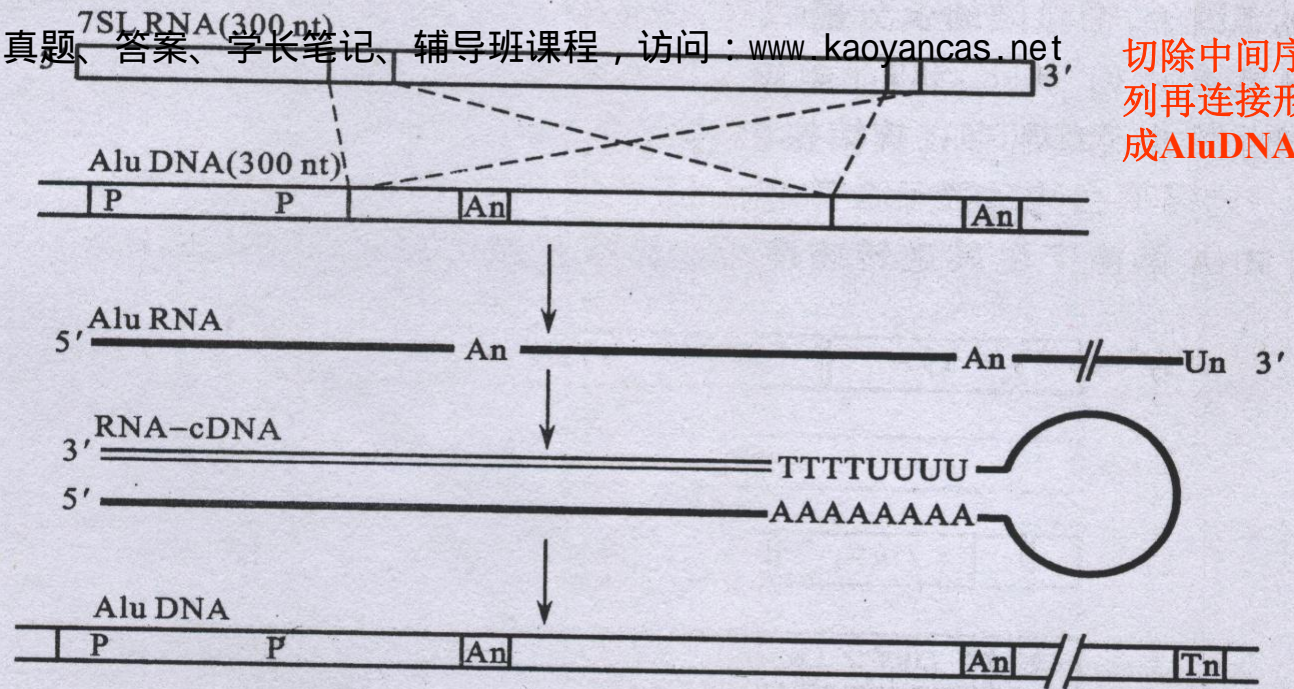 7SL RNA(300 nt)
真题、答案、学长笔记、辅导班课程,访问:www.kaoyancas.net
5′
3′
切除中间序
列再连接形
成AluDNA
Alu DNA(300 nt)
P P An An
Alu RNA
5′ An An Un 3′
RNA–cDNA
3′ TTTTUUUU
5′ AAAAAAAA
Alu DNA
P P An An Tn